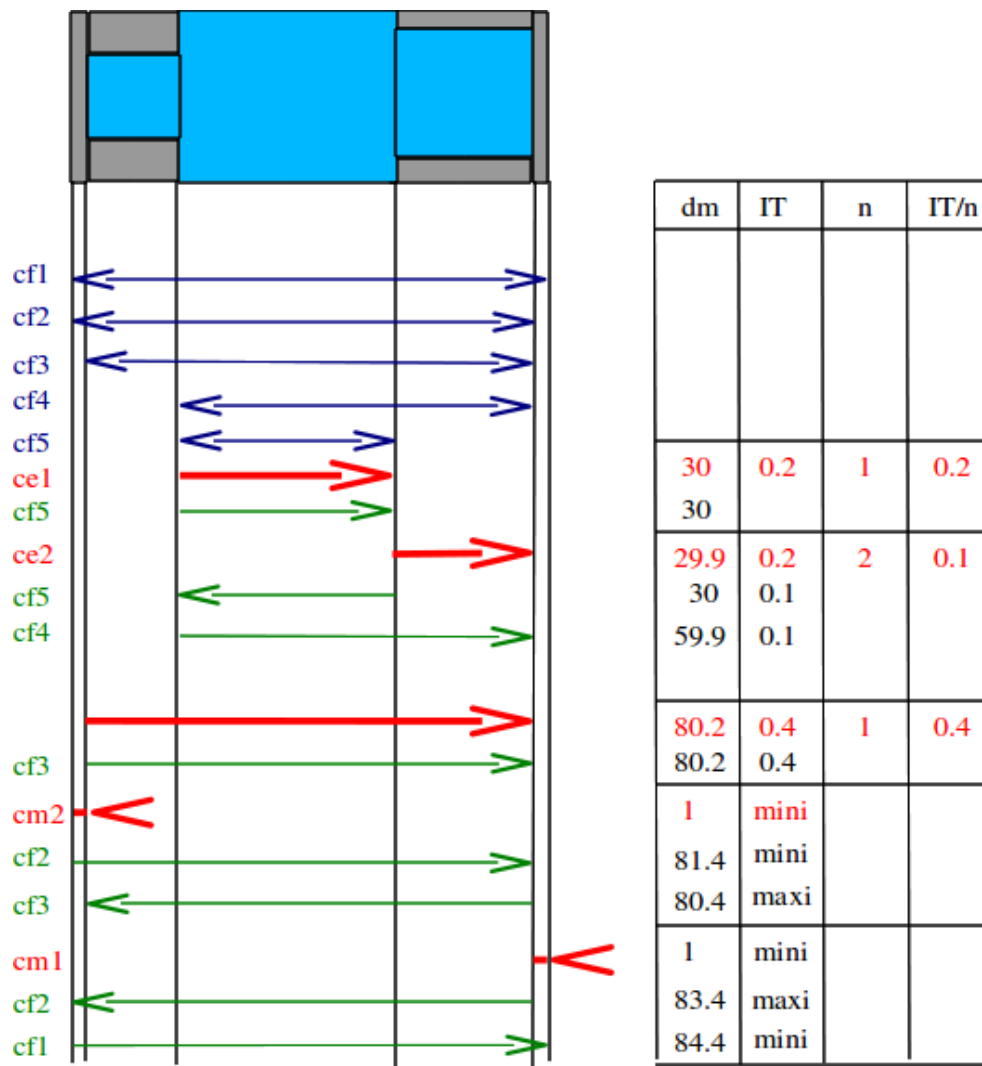 dm IT n IT/n
cf1
cf2
cf3
cf4
cf5
ce1 30 0.2 1 0.2
cf5 30
ce2 29.9 0.2 2 0.1
cf5 30 0.1
cf4 59.9 0.1
80.2 0.4 1 0.4
cf3 80.2 0.4
cm2 1 mini
cf2 81.4 mini
cf3 80.4 maxi
cm1 1 mini
cf2 83.4 maxi
cf1 84.4 mini